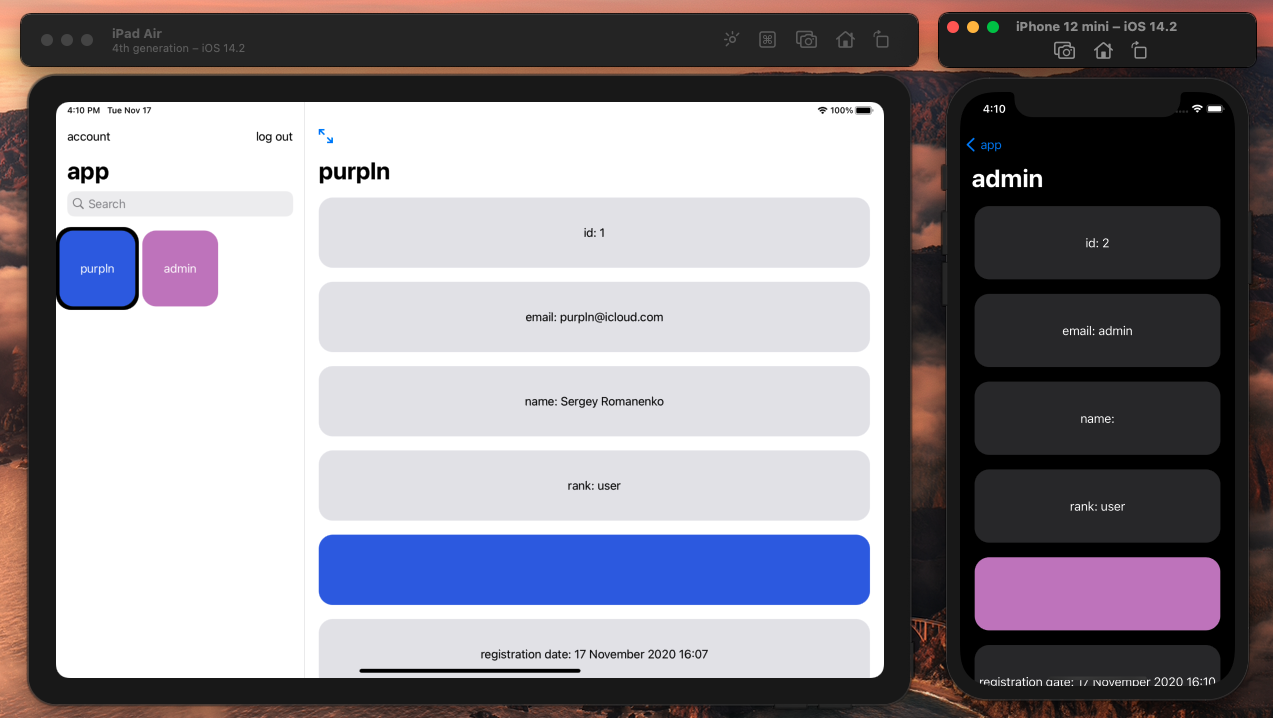 iPad Air
4th generation – iOS 14.2
4:10 PM Tue Nov 17
100%
account
log out
app
Search
purpln
admin
purpln
id: 1
email: purpln@icloud.com
name: Sergey Romanenko
rank: user
registration date: 17 November 2020 16:07
iPhone 12 mini – iOS 14.2
4:10
app
admin
id: 2
email: admin
name:
rank: user
registration date: 17 November 2020 16:10